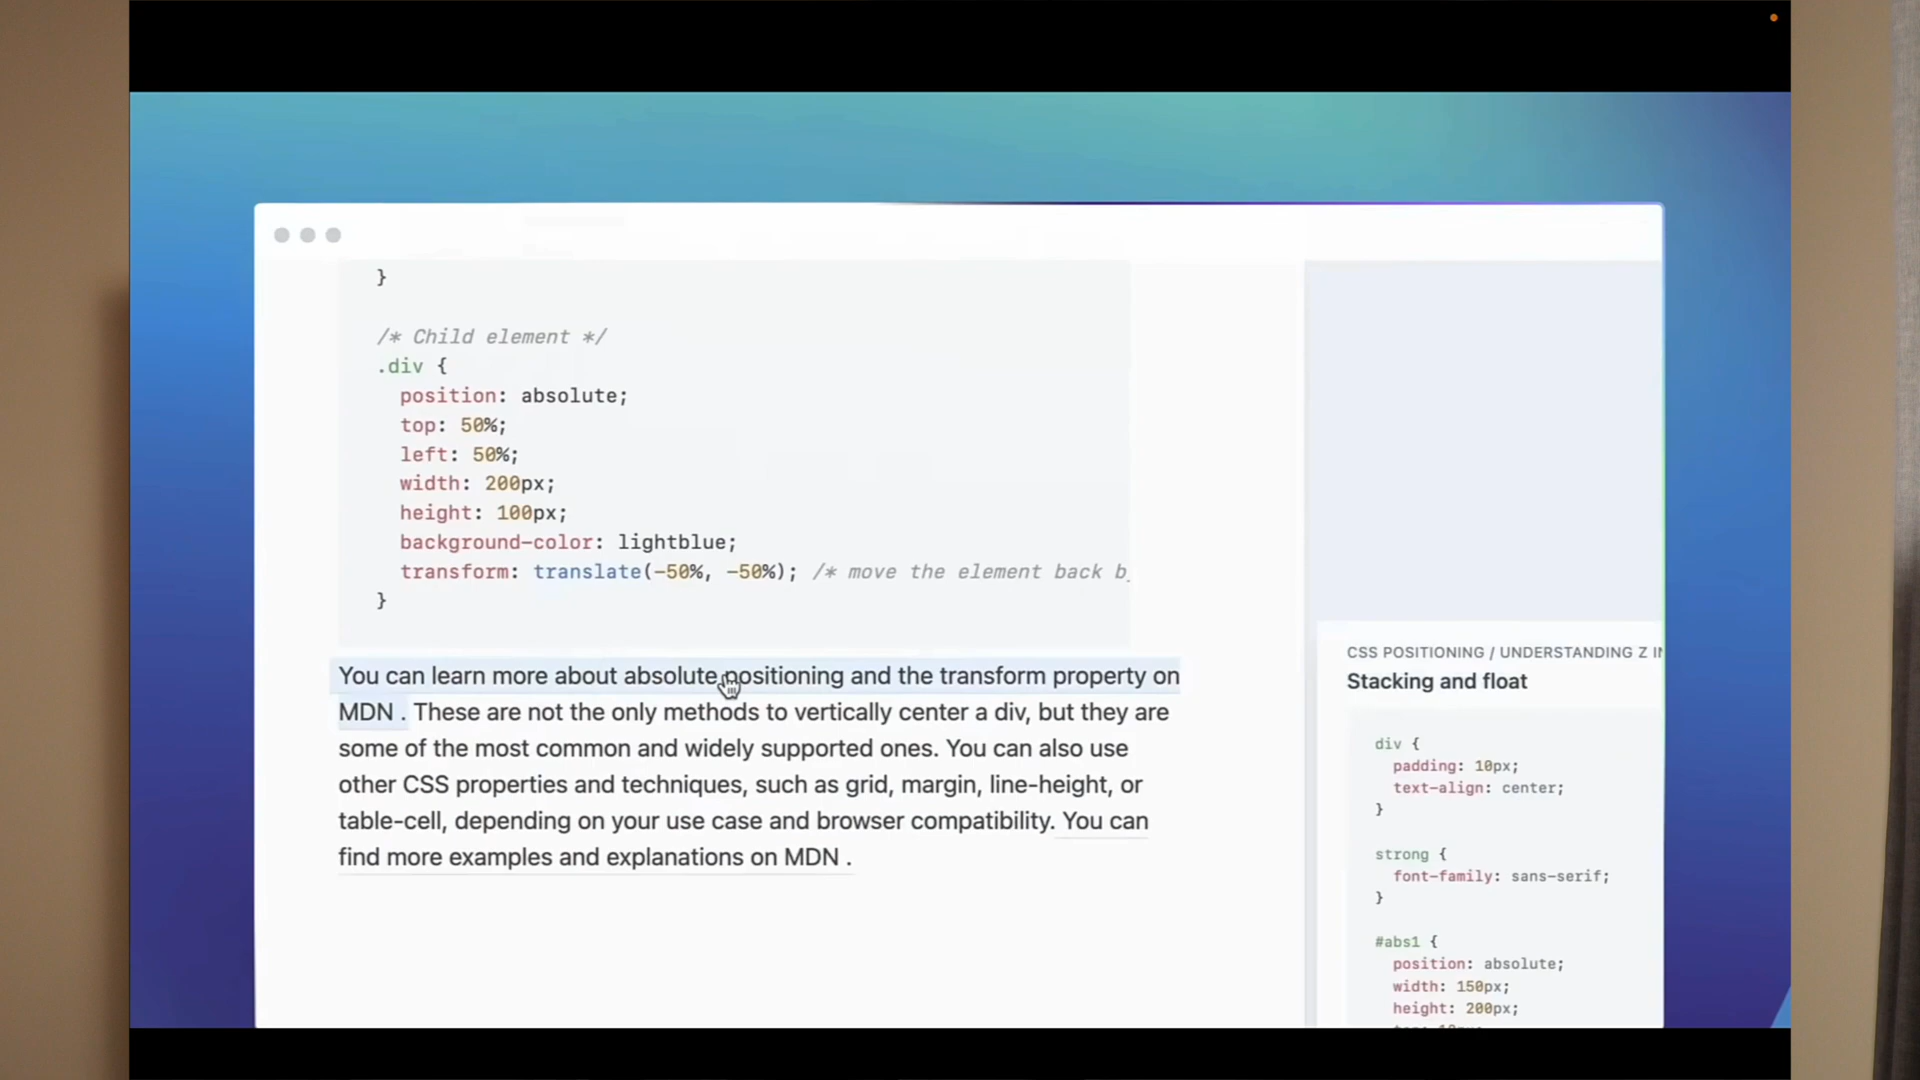 }
/* Child element */
.div {
position: absolute;
top: 50%;
left: 50%;
width: 200px;
height: 100px;
background-color: lightblue;
transform: translate(-50%, -50%); /* move the element back b
}
You can learn more about absolute positioning and the transform property on
MDN . These are not the only methods to vertically center a div, but they are
some of the most common and widely supported ones. You can also use
other CSS properties and techniques, such as grid, margin, line-height, or
table-cell, depending on your use case and browser compatibility. You can
find more examples and explanations on MDN .
CSS POSITIONING / UNDERSTANDING Z
Stacking and float
div {
padding: 10px;
text-align: center;
}
strong {
font-family: sans-serif;
}
#abs1 {
position: absolute;
width: 150px;
height: 200px;